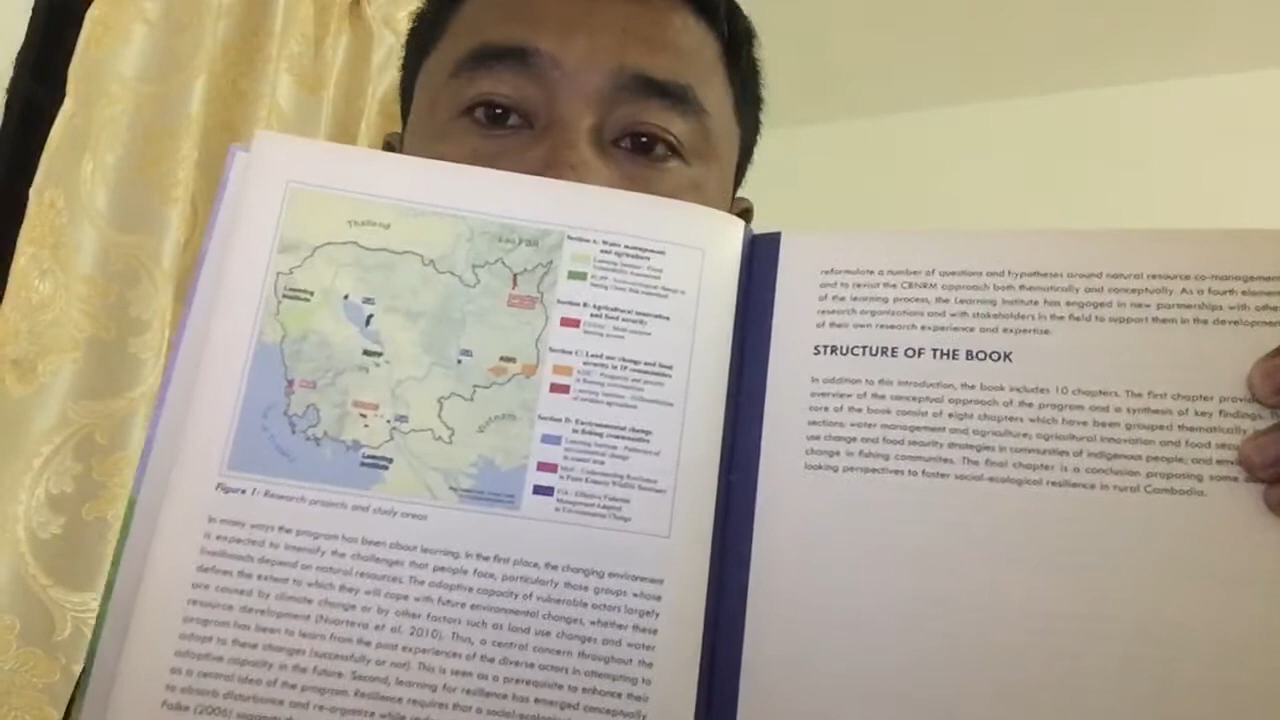 Thailand
Lao PDR
Learning
Institute
Vietnam
Learning
Institute
Section A: Water management
and agriculture
Section B: Agricultural innovation
and food security
Section C: Land use change and food
security in IP communities
Section D: Environmental change
in fishing communities
Figure 1: Research projects and study areas
In many ways the program has been about learning. In the first place, the changing environment
is expected to intensify the challenges that people face, particularly those groups whose
livelihoods depend on natural resources. The adaptive capacity of vulnerable actors largely
defines the extent to which they will cope with future environmental changes, whether these
are caused by climate change or by other factors such as land use changes and water
resource development (Nuorteva et al. 2010). Thus, a central concern throughout the
program has been to learn from the past experiences of the diverse actors in attempting to
adapt to these changes (successfully or not). This is seen as a prerequisite to enhance their
adaptive capacity in the future. Second, learning for resilience has emerged conceptually
as a central idea of the program. Resilience requires that a
to absorb disturbance and re-organize while
Folke (2006)
reformulate a number of questions and hypotheses around natural resource co-management
and to revisit the CBNRM approach both thematically and conceptually. As a fourth
of the learning process, the Learning Institute has engaged in new partnerships with
research organizations and with stakeholders in the field to support them in the
of their own research experience and expertise.
STRUCTURE OF THE BOOK
In addition to this introduction, the book includes 10 chapters. The first chapter
overview of the conceptual approach of the program and a synthesis of key findings.
core of the book consist of eight chapters which have been grouped thematically
sections: water management and agriculture; agricultural innovation and food
use change and food security strategies in communities of indigenous people; and
change in fishing communities. The final chapter is a conclusion proposing some
looking perspectives to foster social-ecological resilience in rural Cambodia.